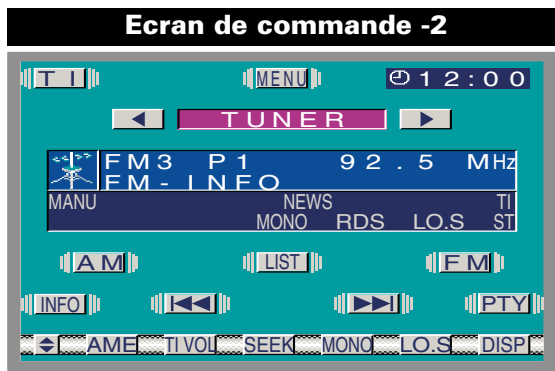 Ecran de commande -2
TI MENU 12:00
◄ TUNER ►
FM3 P1 92.5 MHz
FM-INFO
MANU NEWS TI
MONO RDS LO.S ST
AM LIST FM
INFO |◄◄ ►►| PTY
AME TI VOL SEEK MONO LO.S DISP